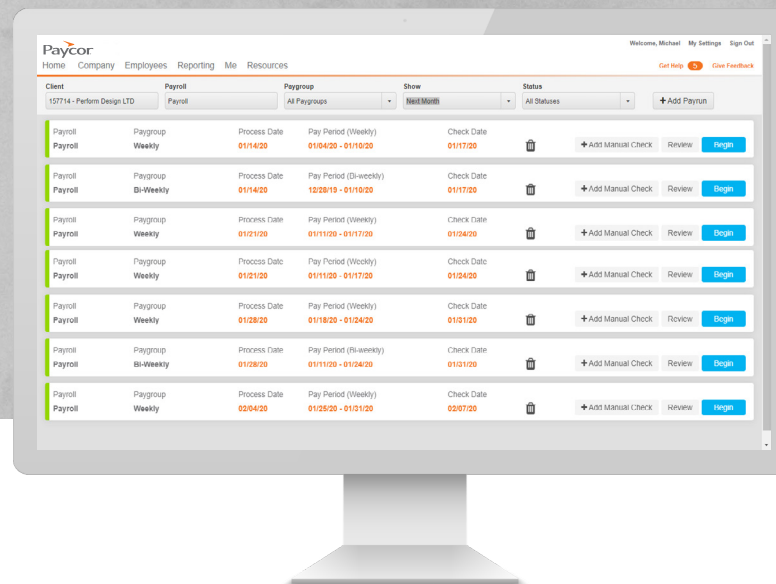 Paycor
Welcome, Michael My Settings Sign Out
Home Company Employees Reporting Me Resources
Get Help 5 Give Feedback
Client Payroll Paygroup Show Status
157714 - Perform Design LTD Payroll All Paygroups Next Month All Statuses + Add Payrun
Payroll Paygroup Process Date Pay Period (Weekly) Check Date
Payroll Weekly 01/14/20 01/04/20 - 01/10/20 01/17/20 + Add Manual Check Review Begin
Payroll Paygroup Process Date Pay Period (Bi-weekly) Check Date
Payroll Bi-Weekly 01/14/20 12/28/19 - 01/10/20 01/17/20 + Add Manual Check Review Begin
Payroll Paygroup Process Date Pay Period (Weekly) Check Date
Payroll Weekly 01/21/20 01/11/20 - 01/17/20 01/24/20 + Add Manual Check Review Begin
Payroll Paygroup Process Date Pay Period (Weekly) Check Date
Payroll Weekly 01/21/20 01/11/20 - 01/17/20 01/24/20 + Add Manual Check Review Begin
Payroll Paygroup Process Date Pay Period (Weekly) Check Date
Payroll Weekly 01/28/20 01/18/20 - 01/24/20 01/31/20 + Add Manual Check Review Begin
Payroll Paygroup Process Date Pay Period (Bi-weekly) Check Date
Payroll Bi-Weekly 01/28/20 01/11/20 - 01/24/20 01/31/20 + Add Manual Check Review Begin
Payroll Paygroup Process Date Pay Period (Weekly) Check Date
Payroll Weekly 02/04/20 01/25/20 - 01/31/20 02/07/20 + Add Manual Check Review Begin